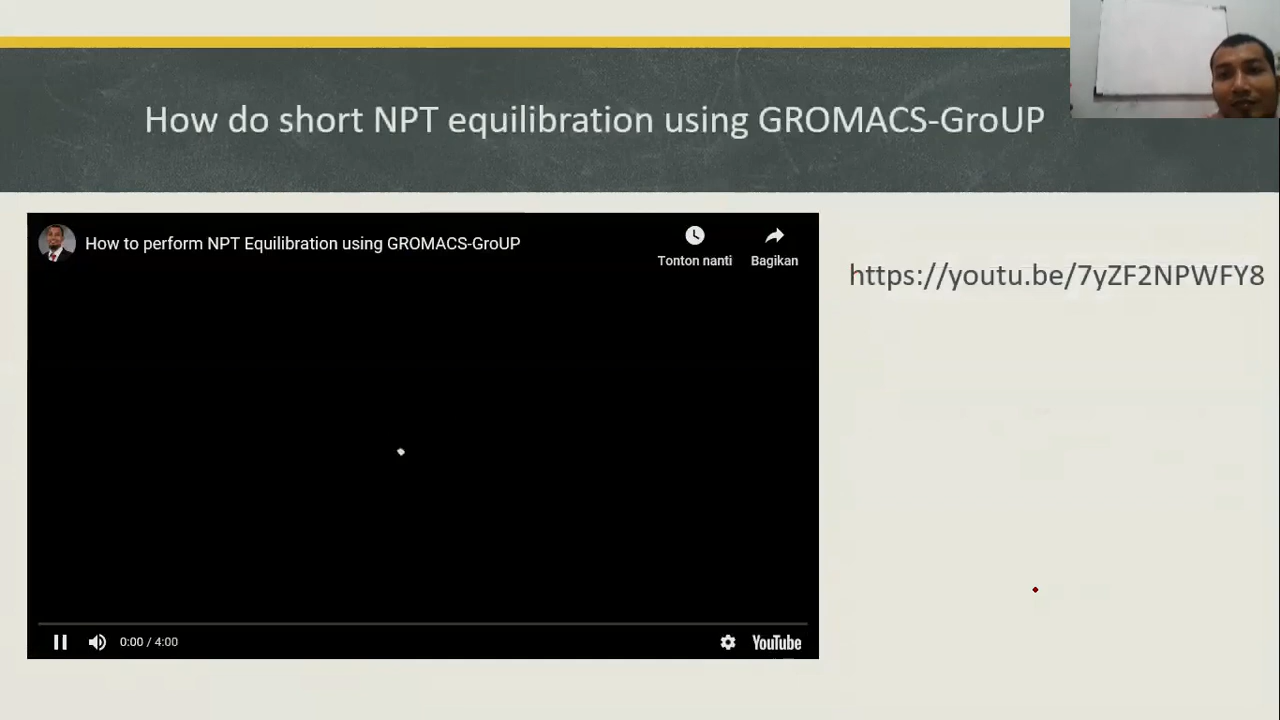 How do short NPT equilibration using GROMACS-GroUP
How to perform NPT Equilibration using GROMACS-GroUP
Tonton nanti
Bagikan
https://youtu.be/7yZF2NPWFY8
0:00 / 4:00
YouTube